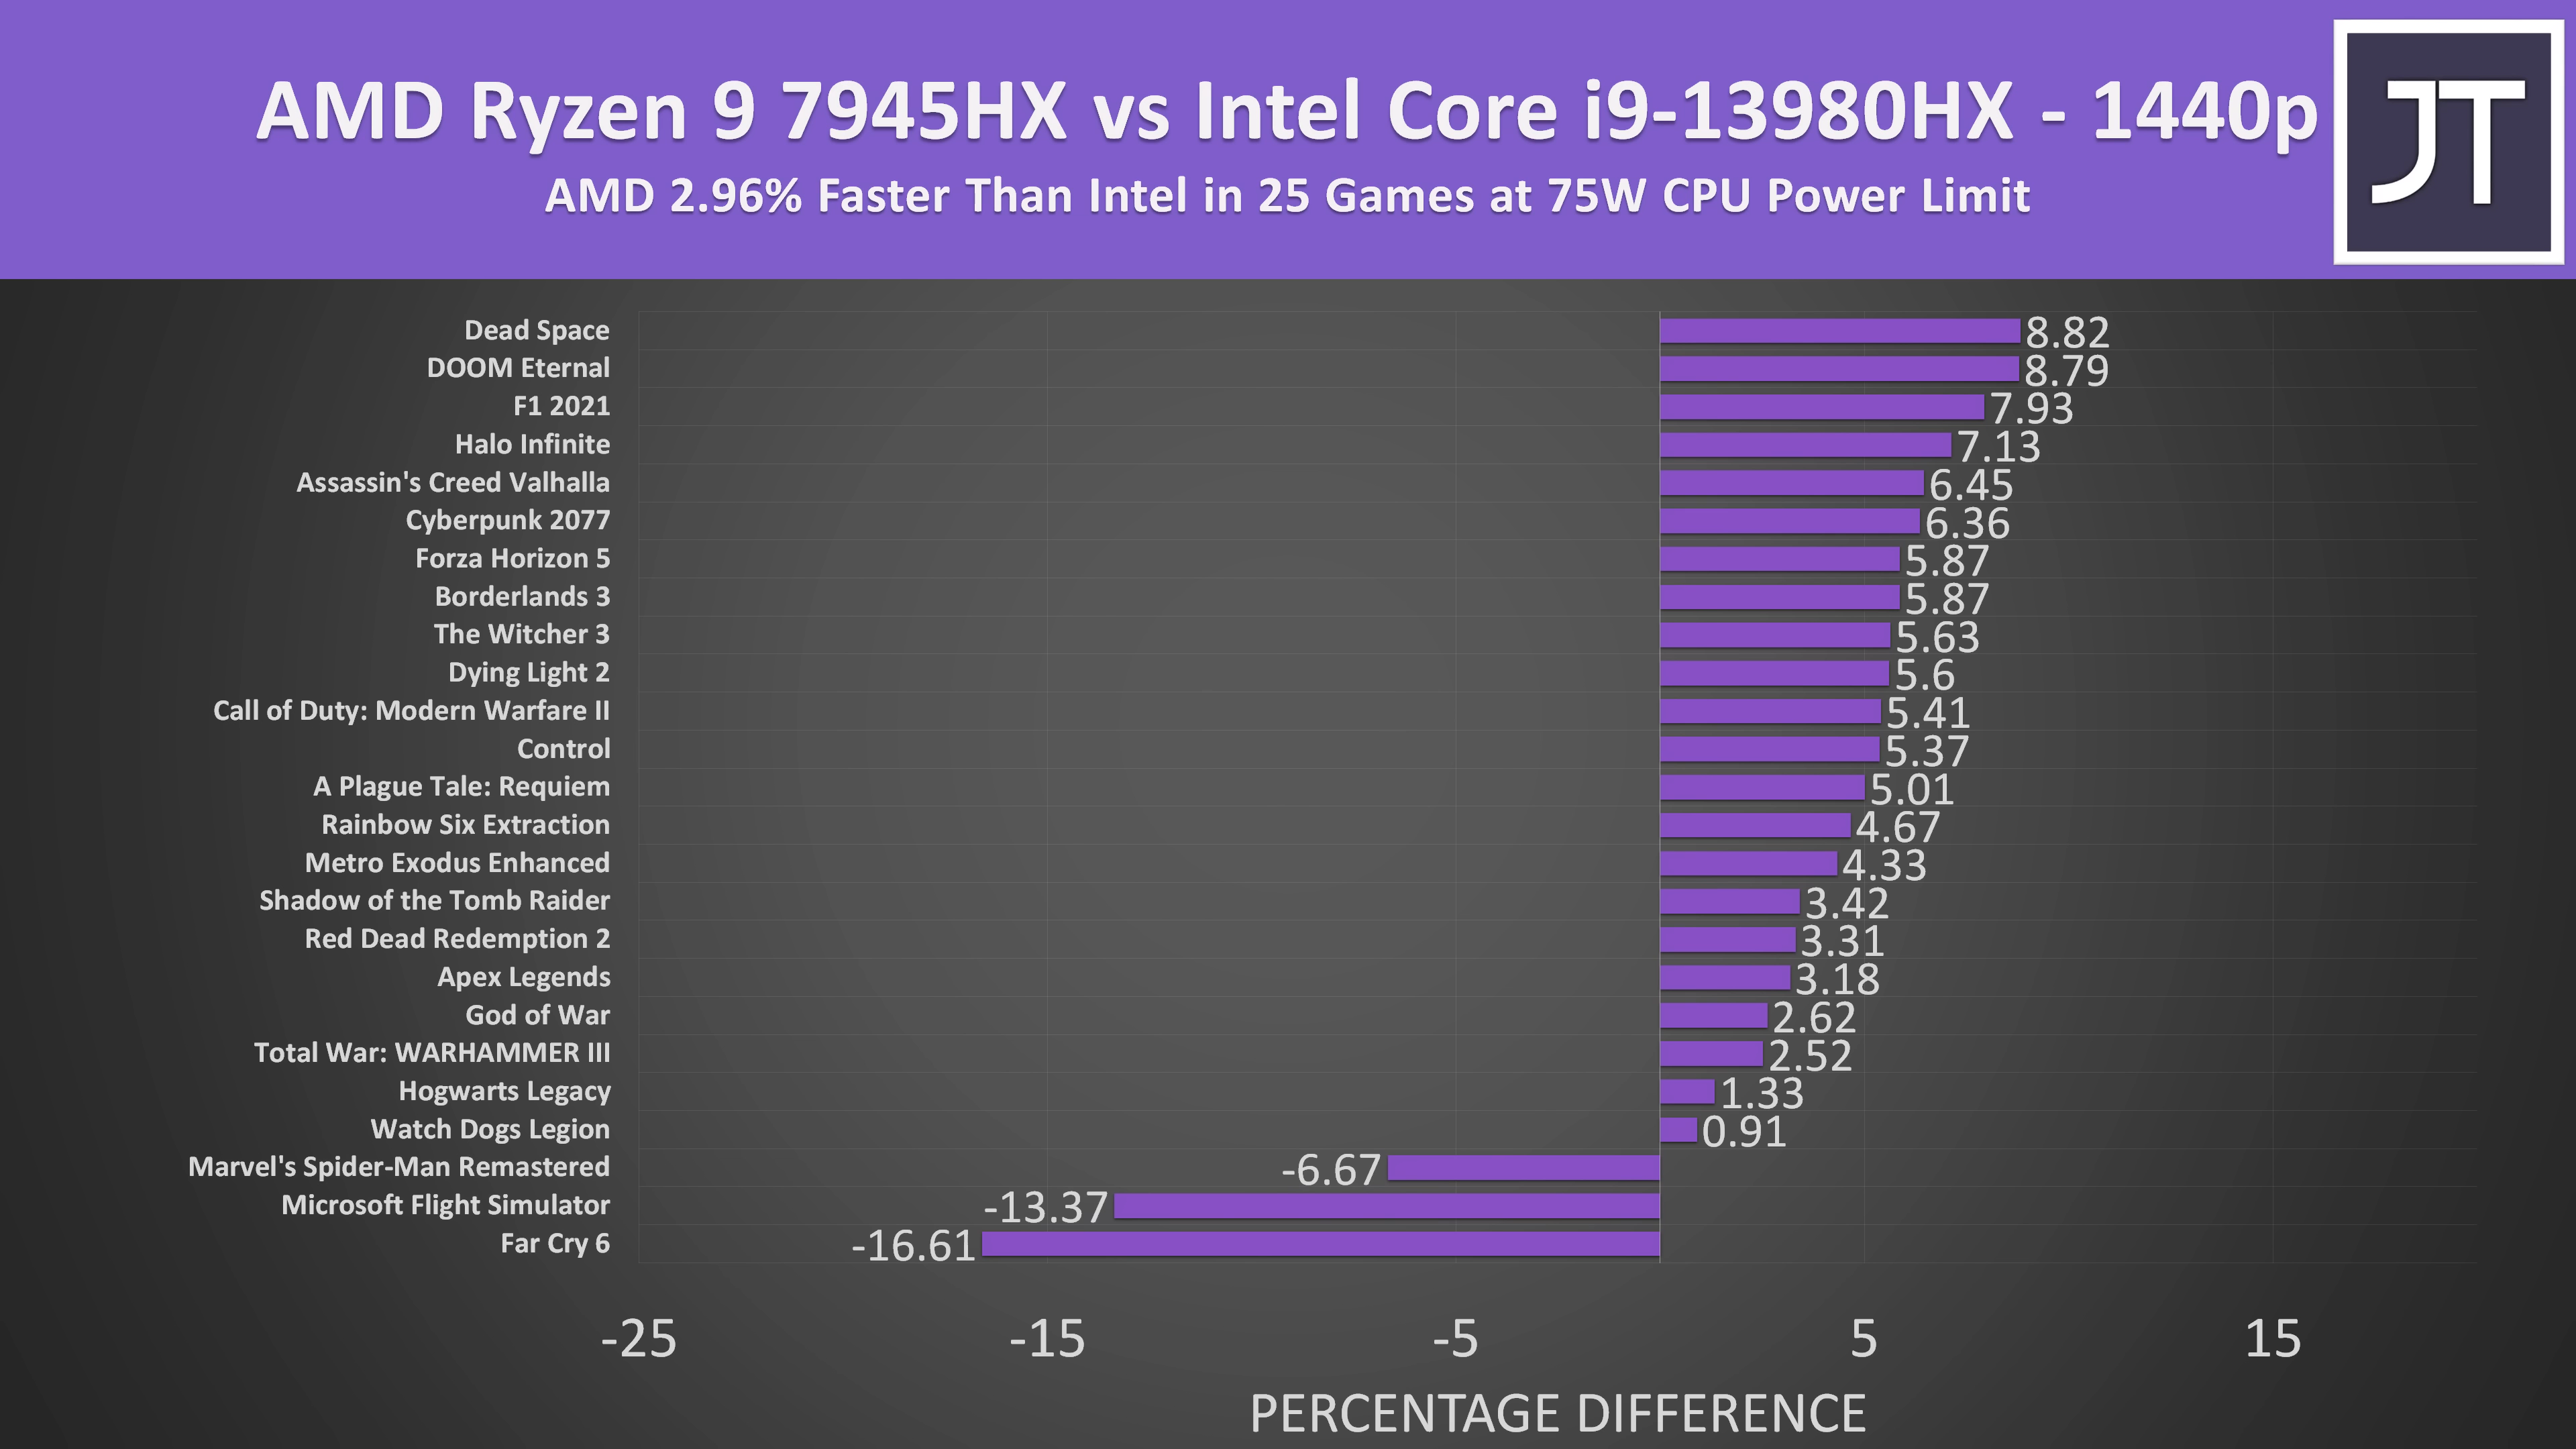 AMD Ryzen 9 7945HX vs Intel Core i9-13980HX - 1440p
AMD 2.96% Faster Than Intel in 25 Games at 75W CPU Power Limit
JT
Dead Space 8.82
DOOM Eternal 8.79
F1 2021 7.93
Halo Infinite 7.13
Assassin's Creed Valhalla 6.45
Cyberpunk 2077 6.36
Forza Horizon 5 5.87
Borderlands 3 5.87
The Witcher 3 5.63
Dying Light 2 5.6
Call of Duty: Modern Warfare II 5.41
Control 5.37
A Plague Tale: Requiem 5.01
Rainbow Six Extraction 4.67
Metro Exodus Enhanced 4.33
Shadow of the Tomb Raider 3.42
Red Dead Redemption 2 3.31
Apex Legends 3.18
God of War 2.62
Total War: WARHAMMER III 2.52
Hogwarts Legacy 1.33
Watch Dogs Legion 0.91
Marvel's Spider-Man Remastered -6.67
Microsoft Flight Simulator -13.37
Far Cry 6 -16.61
-25 -15 -5 5 15
PERCENTAGE DIFFERENCE